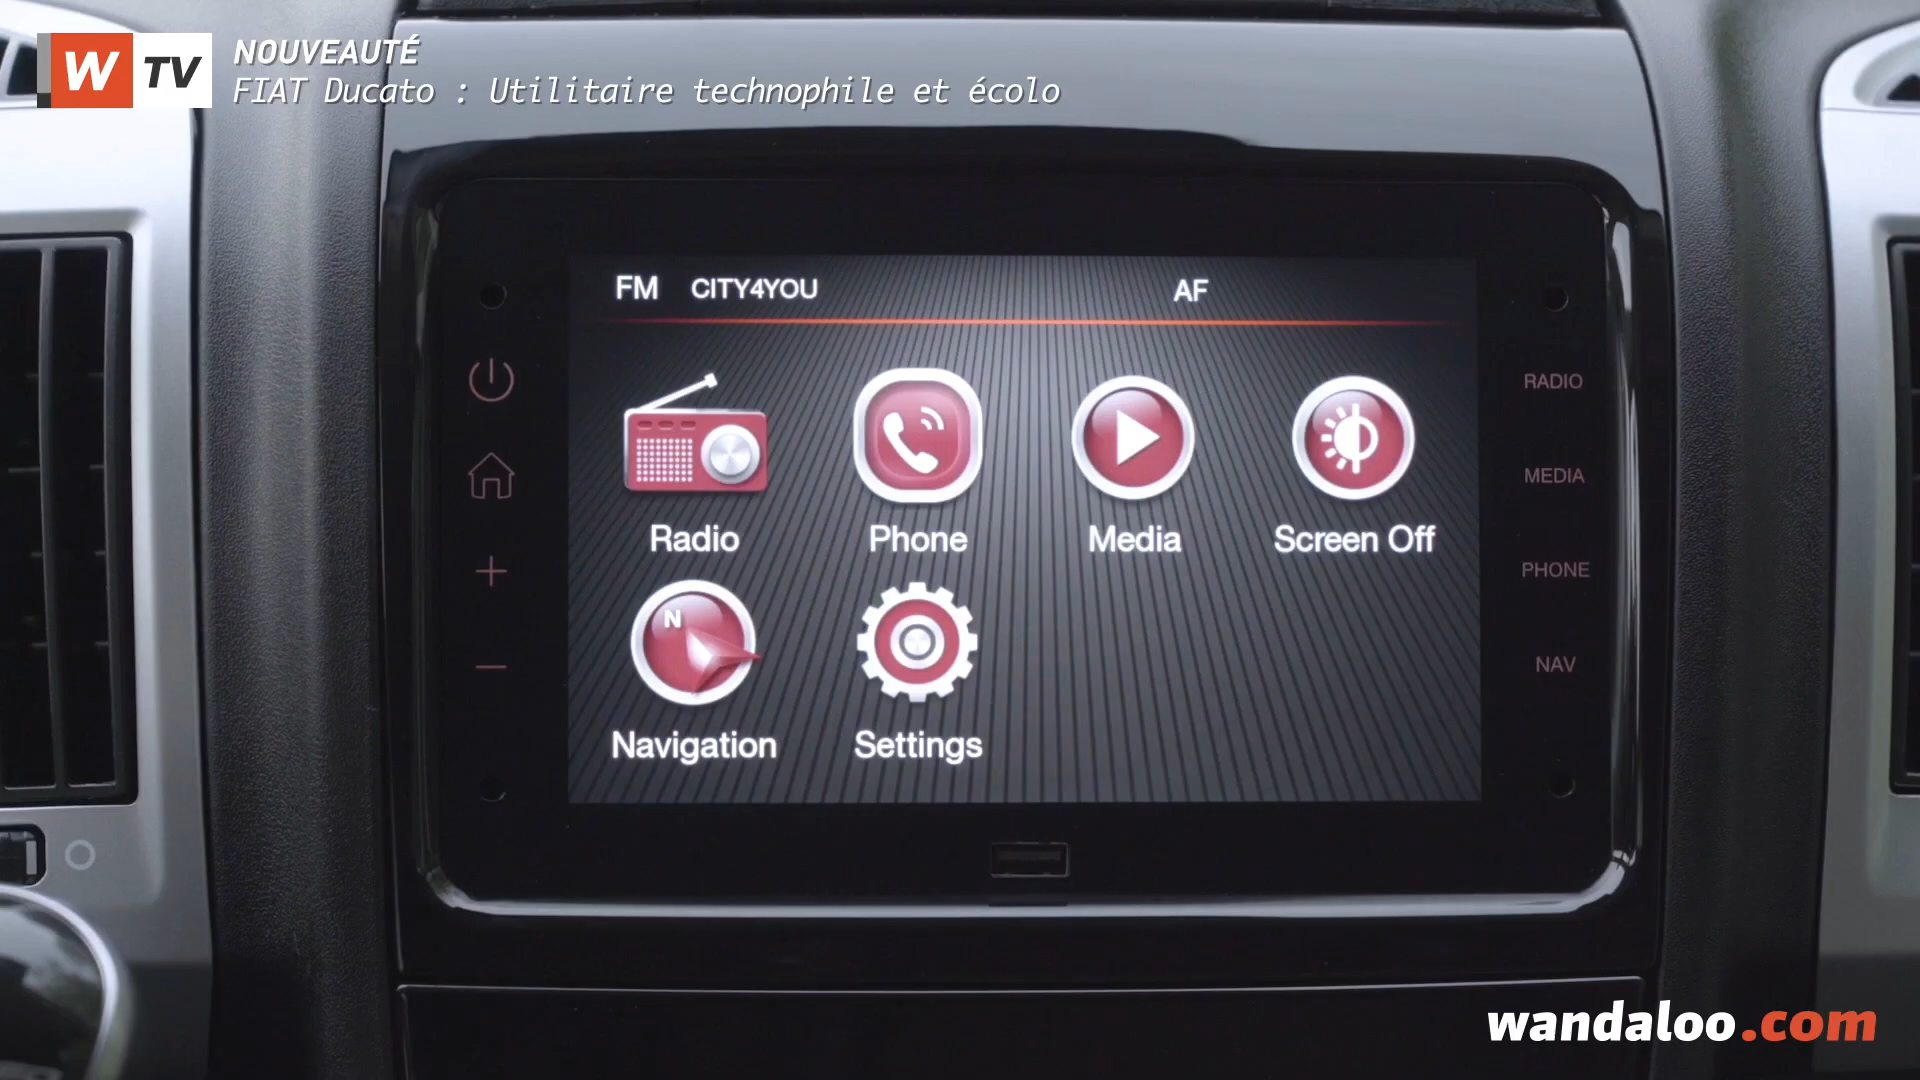 W TV
NOUVEAUTÉ
FIAT Ducato : Utilitaire technophile et écolo
FM CITY4YOU AF
Radio Phone Media Screen Off
N
Navigation Settings
RADIO
MEDIA
PHONE
NAV
wandaloo.com